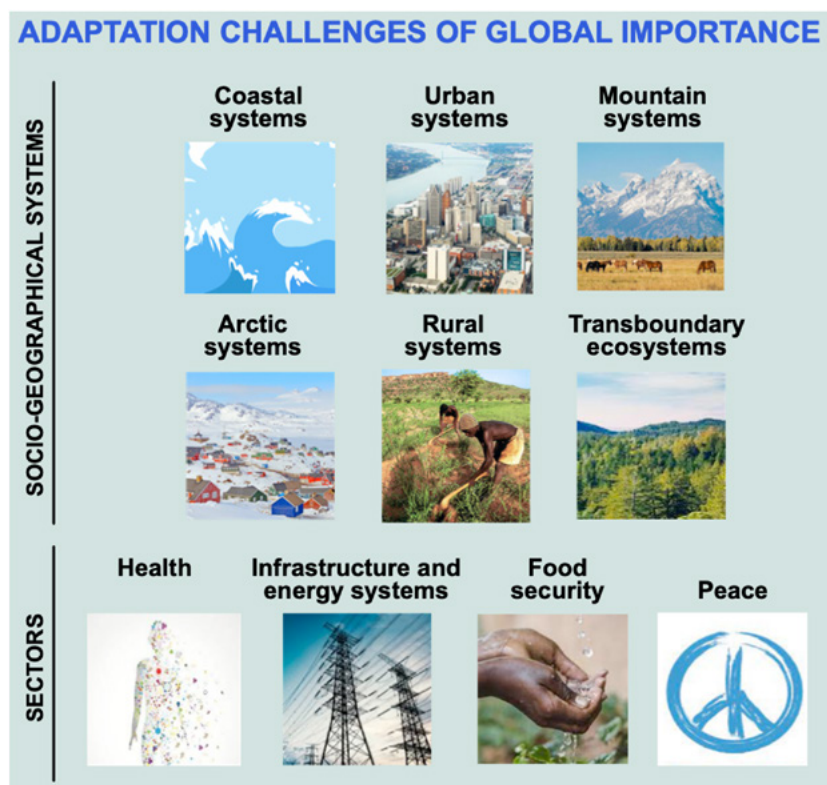 ADAPTATION CHALLENGES OF GLOBAL IMPORTANCE
SOCIO-GEOGRAPHICAL SYSTEMS
Coastal
systems
Urban
systems
Mountain
systems
Arctic
systems
Rural
systems
Transboundary
ecosystems
SECTORS
Health
Infrastructure and
energy systems
Food
security
Peace